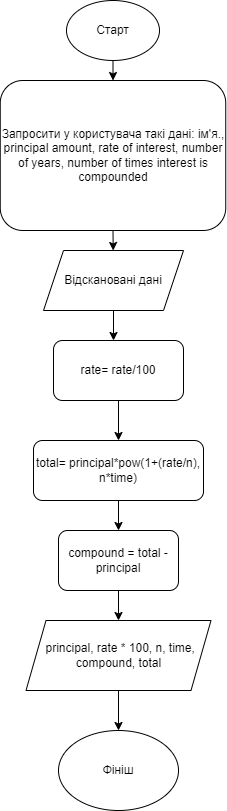 Старт
Запросити у користувача такі дані: ім'я.,
principal amount, rate of interest, number
of years, number of times interest is
compounded
Відскановані дані
rate= rate/100
total= principal*pow(1+(rate/n),
n*time)
compound = total -
principal
principal, rate * 100, n, time,
compound, total
Фініш